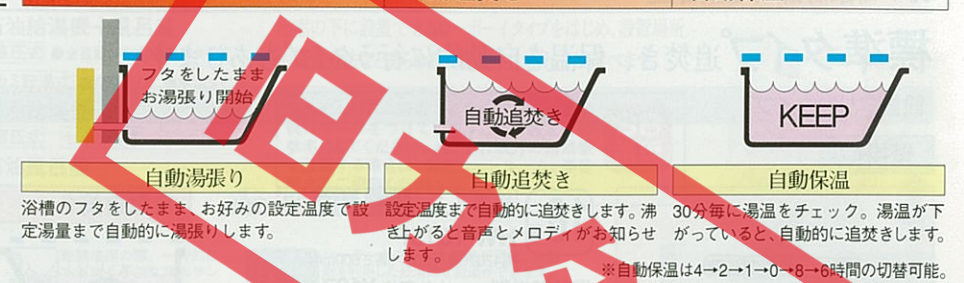 フタをしたまま
お湯張り開始
自動追焚き
KEEP
自動湯張り
自動追焚き
自動保温
浴槽のフタをしたまま、お好みの設定温度で設
定湯量まで自動的に湯張りします。
設定温度まで自動的に追焚きします。沸
き上がると音声とメロディがお知らせ
します。
30分毎に湯温をチェック。湯温が下
がっていると、自動的に追焚きします。
※自動保温は4→2→1→0→8→6時間の切替可能。
旧カタ